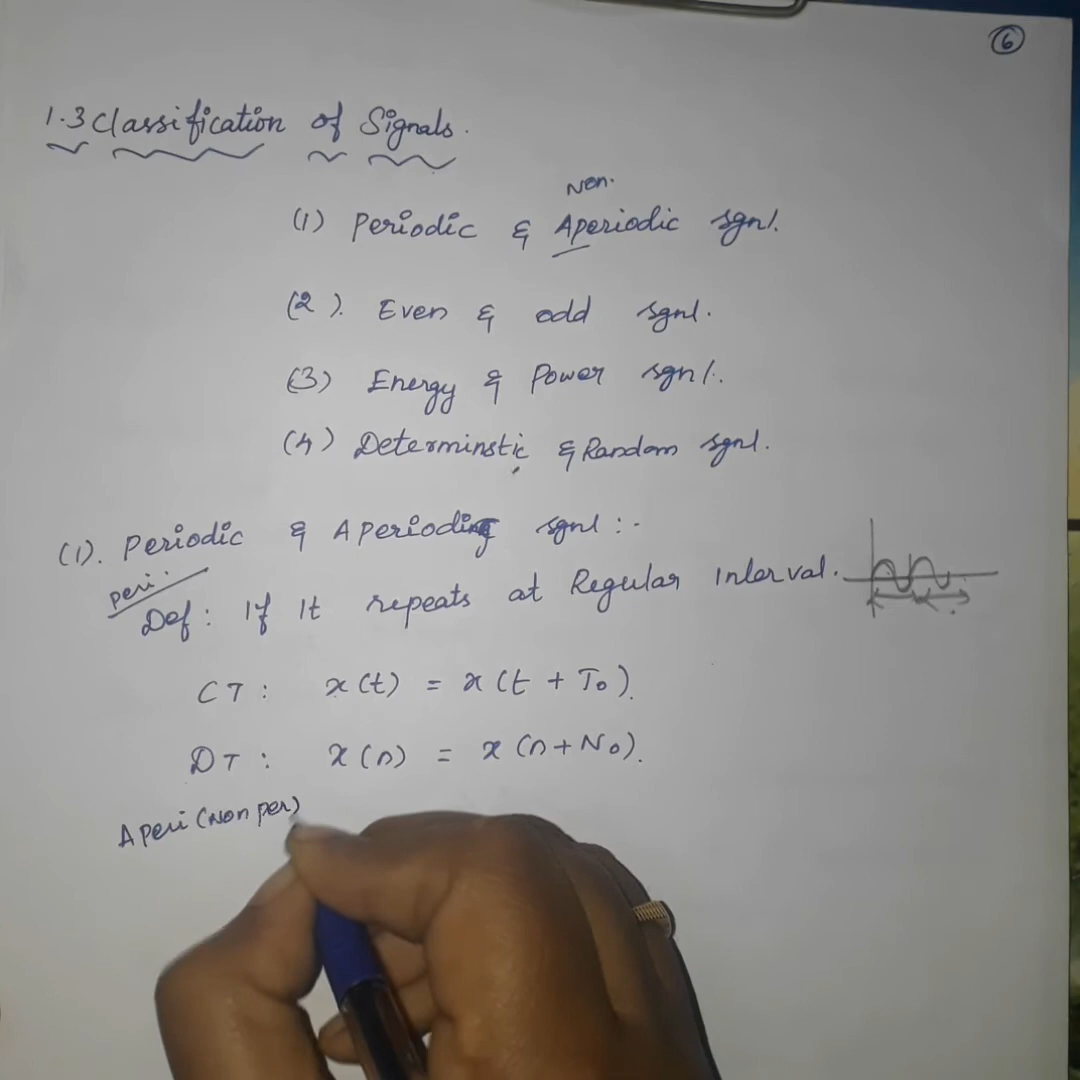 6
1.3 Classification of Signals.
Non.
(1) Periodic & Aperiodic sgnl.
(2). Even & odd sgnl.
(3) Energy & Power sgnl.
(4) Determinstic & Random sgnl.
(1). Periodic & Aperiodic sgnl :-
peri.
Def : If It repeats at Regular Interval.
CT : x(t) = x(t + T₀).
DT : x(n) = x(n+N₀).
Aperi (Non per)